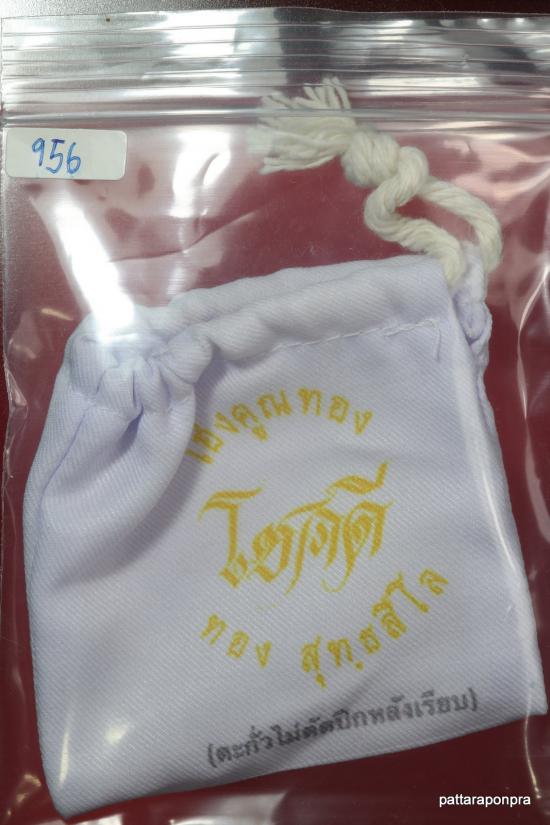 956
เฮงคูณทอง
โชคดี
ทอง สุทฺธสีโล
(ตะกั่วไม่ตัดปีกหลังเรียบ)
pattaraponpra